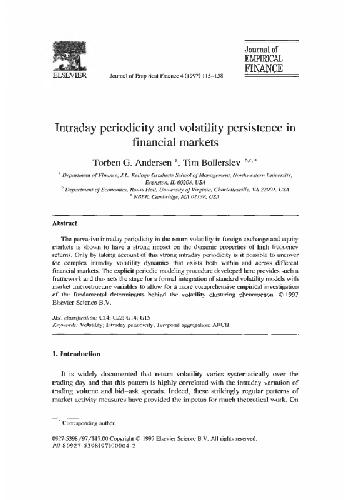 Journal of
EMPIRICAL
FINANCE
ELSEVIER
Journal of Empirical Finance 4 (1997) 115–158
Intraday periodicity and volatility persistence in
financial markets
Torben G. Andersen a, Tim Bollerslev b,c,*
a Department of Finance, J.L. Kellogg Graduate School of Management, Northwestern University,
Evanston, IL 60208, USA
b Department of Economics, Rouss Hall, University of Virginia, Charlottesville, VA 22901, USA
c NBER, Cambridge, MA 02138, USA
Abstract
The pervasive intraday periodicity in the return volatility in foreign exchange and equity
markets is shown to have a strong impact on the dynamic properties of high frequency
returns. Only by taking account of this strong intraday periodicity is it possible to uncover
the complex intraday volatility dynamics that exists both within and across different
financial markets. The explicit periodic modeling procedure developed here provides such a
framework and thus sets the stage for a formal integration of standard volatility models with
market microstructure variables to allow for a more comprehensive empirical investigation
of the fundamental determinants behind the volatility clustering phenomenon. © 1997
Elsevier Science B.V.
JEL classification: C14; C22; G14; G15
Keywords: Volatility; Intraday periodicity; Temporal aggregation; ARCH
1. Introduction
It is widely documented that return volatility varies systematically over the
trading day and that this pattern is highly correlated with the intraday variation of
trading volume and bid–ask spreads. Indeed, these strikingly regular patterns of
market activity measures have provided the impetus for much theoretical work. On
* Corresponding author.
0927-5398/97/$17.00 Copyright © 1997 Elsevier Science B.V. All rights reserved.
PII S0927-5398(97)00004-2